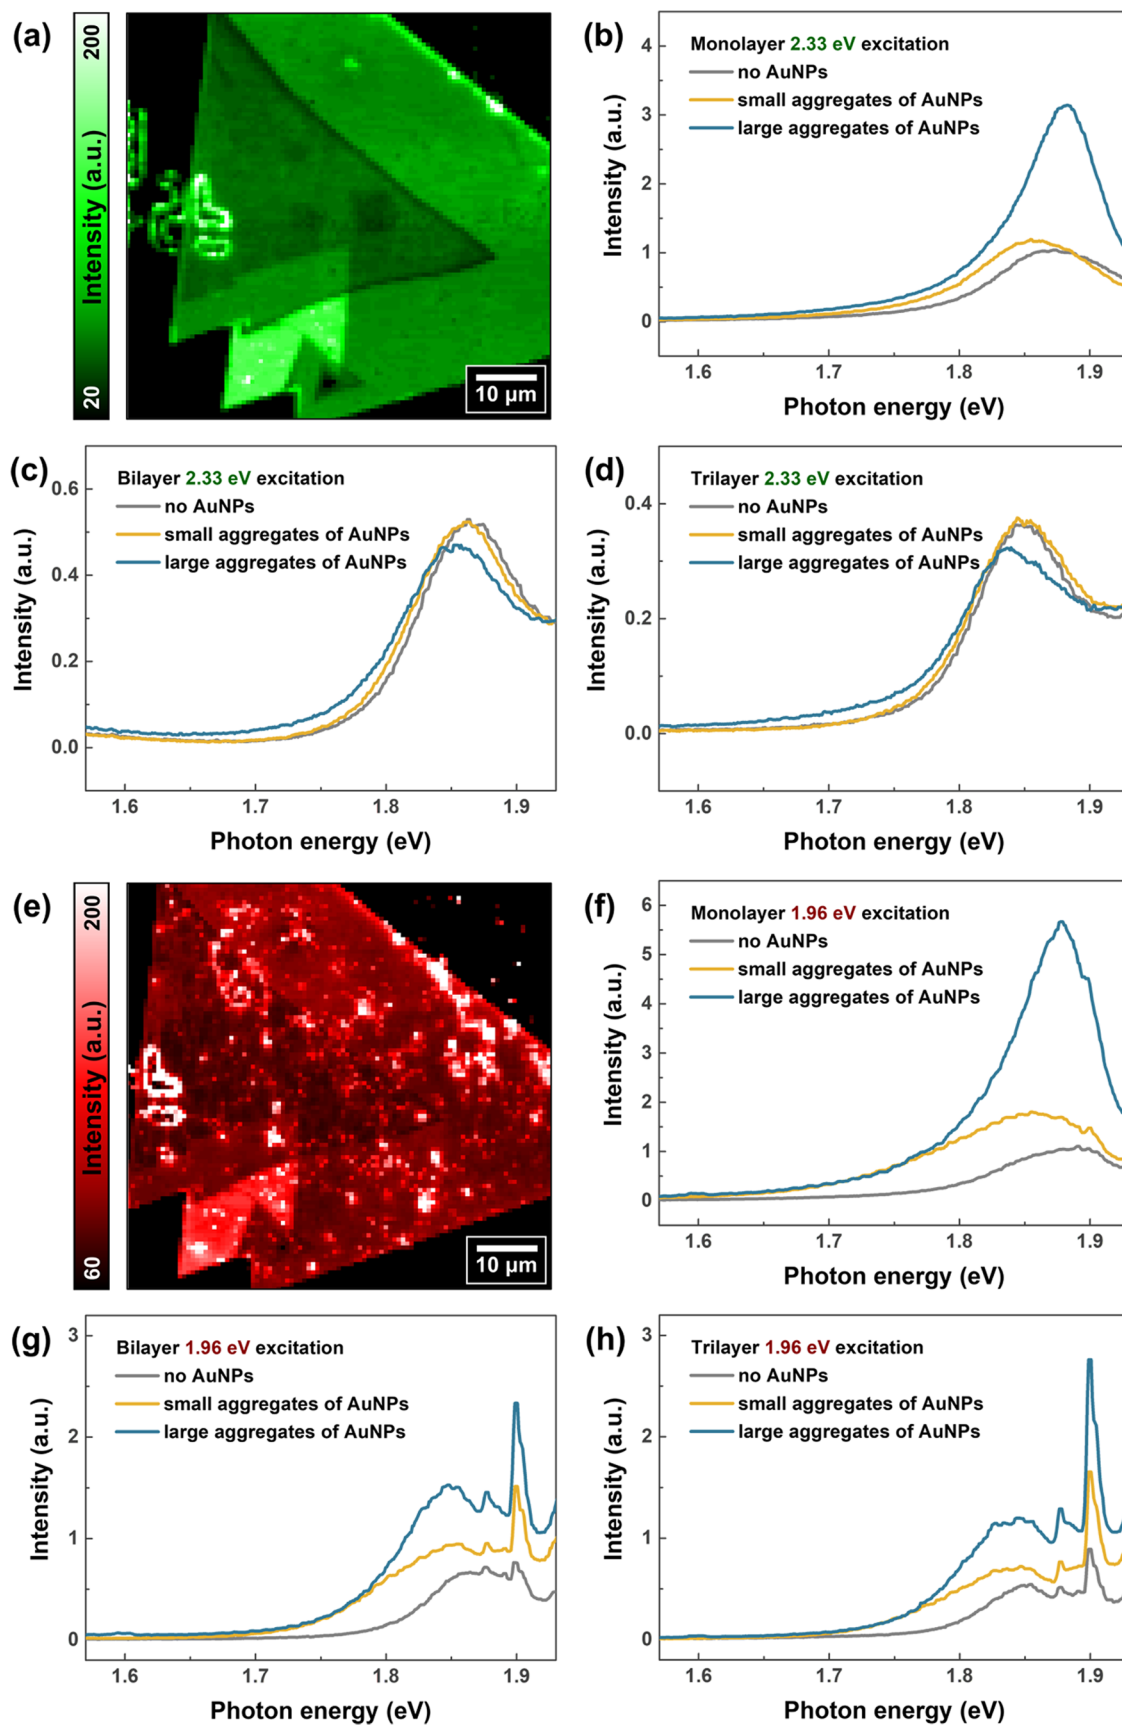 (a)
200
Intensity (a.u.)
20
10 µm
(b)
Monolayer 2.33 eV excitation
no AuNPs
small aggregates of AuNPs
large aggregates of AuNPs
4
3
2
1
0
Intensity (a.u.)
1.6 1.7 1.8 1.9
Photon energy (eV)
(c)
Bilayer 2.33 eV excitation
no AuNPs
small aggregates of AuNPs
large aggregates of AuNPs
0.6
0.4
0.2
0.0
Intensity (a.u.)
1.6 1.7 1.8 1.9
Photon energy (eV)
(d)
Trilayer 2.33 eV excitation
no AuNPs
small aggregates of AuNPs
large aggregates of AuNPs
0.4
0.2
0.0
Intensity (a.u.)
1.6 1.7 1.8 1.9
Photon energy (eV)
(e)
200
Intensity (a.u.)
60
10 µm
(f)
Monolayer 1.96 eV excitation
no AuNPs
small aggregates of AuNPs
large aggregates of AuNPs
6
5
4
3
2
1
0
Intensity (a.u.)
1.6 1.7 1.8 1.9
Photon energy (eV)
(g)
Bilayer 1.96 eV excitation
no AuNPs
small aggregates of AuNPs
large aggregates of AuNPs
3
2
1
0
Intensity (a.u.)
1.6 1.7 1.8 1.9
Photon energy (eV)
(h)
Trilayer 1.96 eV excitation
no AuNPs
small aggregates of AuNPs
large aggregates of AuNPs
3
2
1
0
Intensity (a.u.)
1.6 1.7 1.8 1.9
Photon energy (eV)